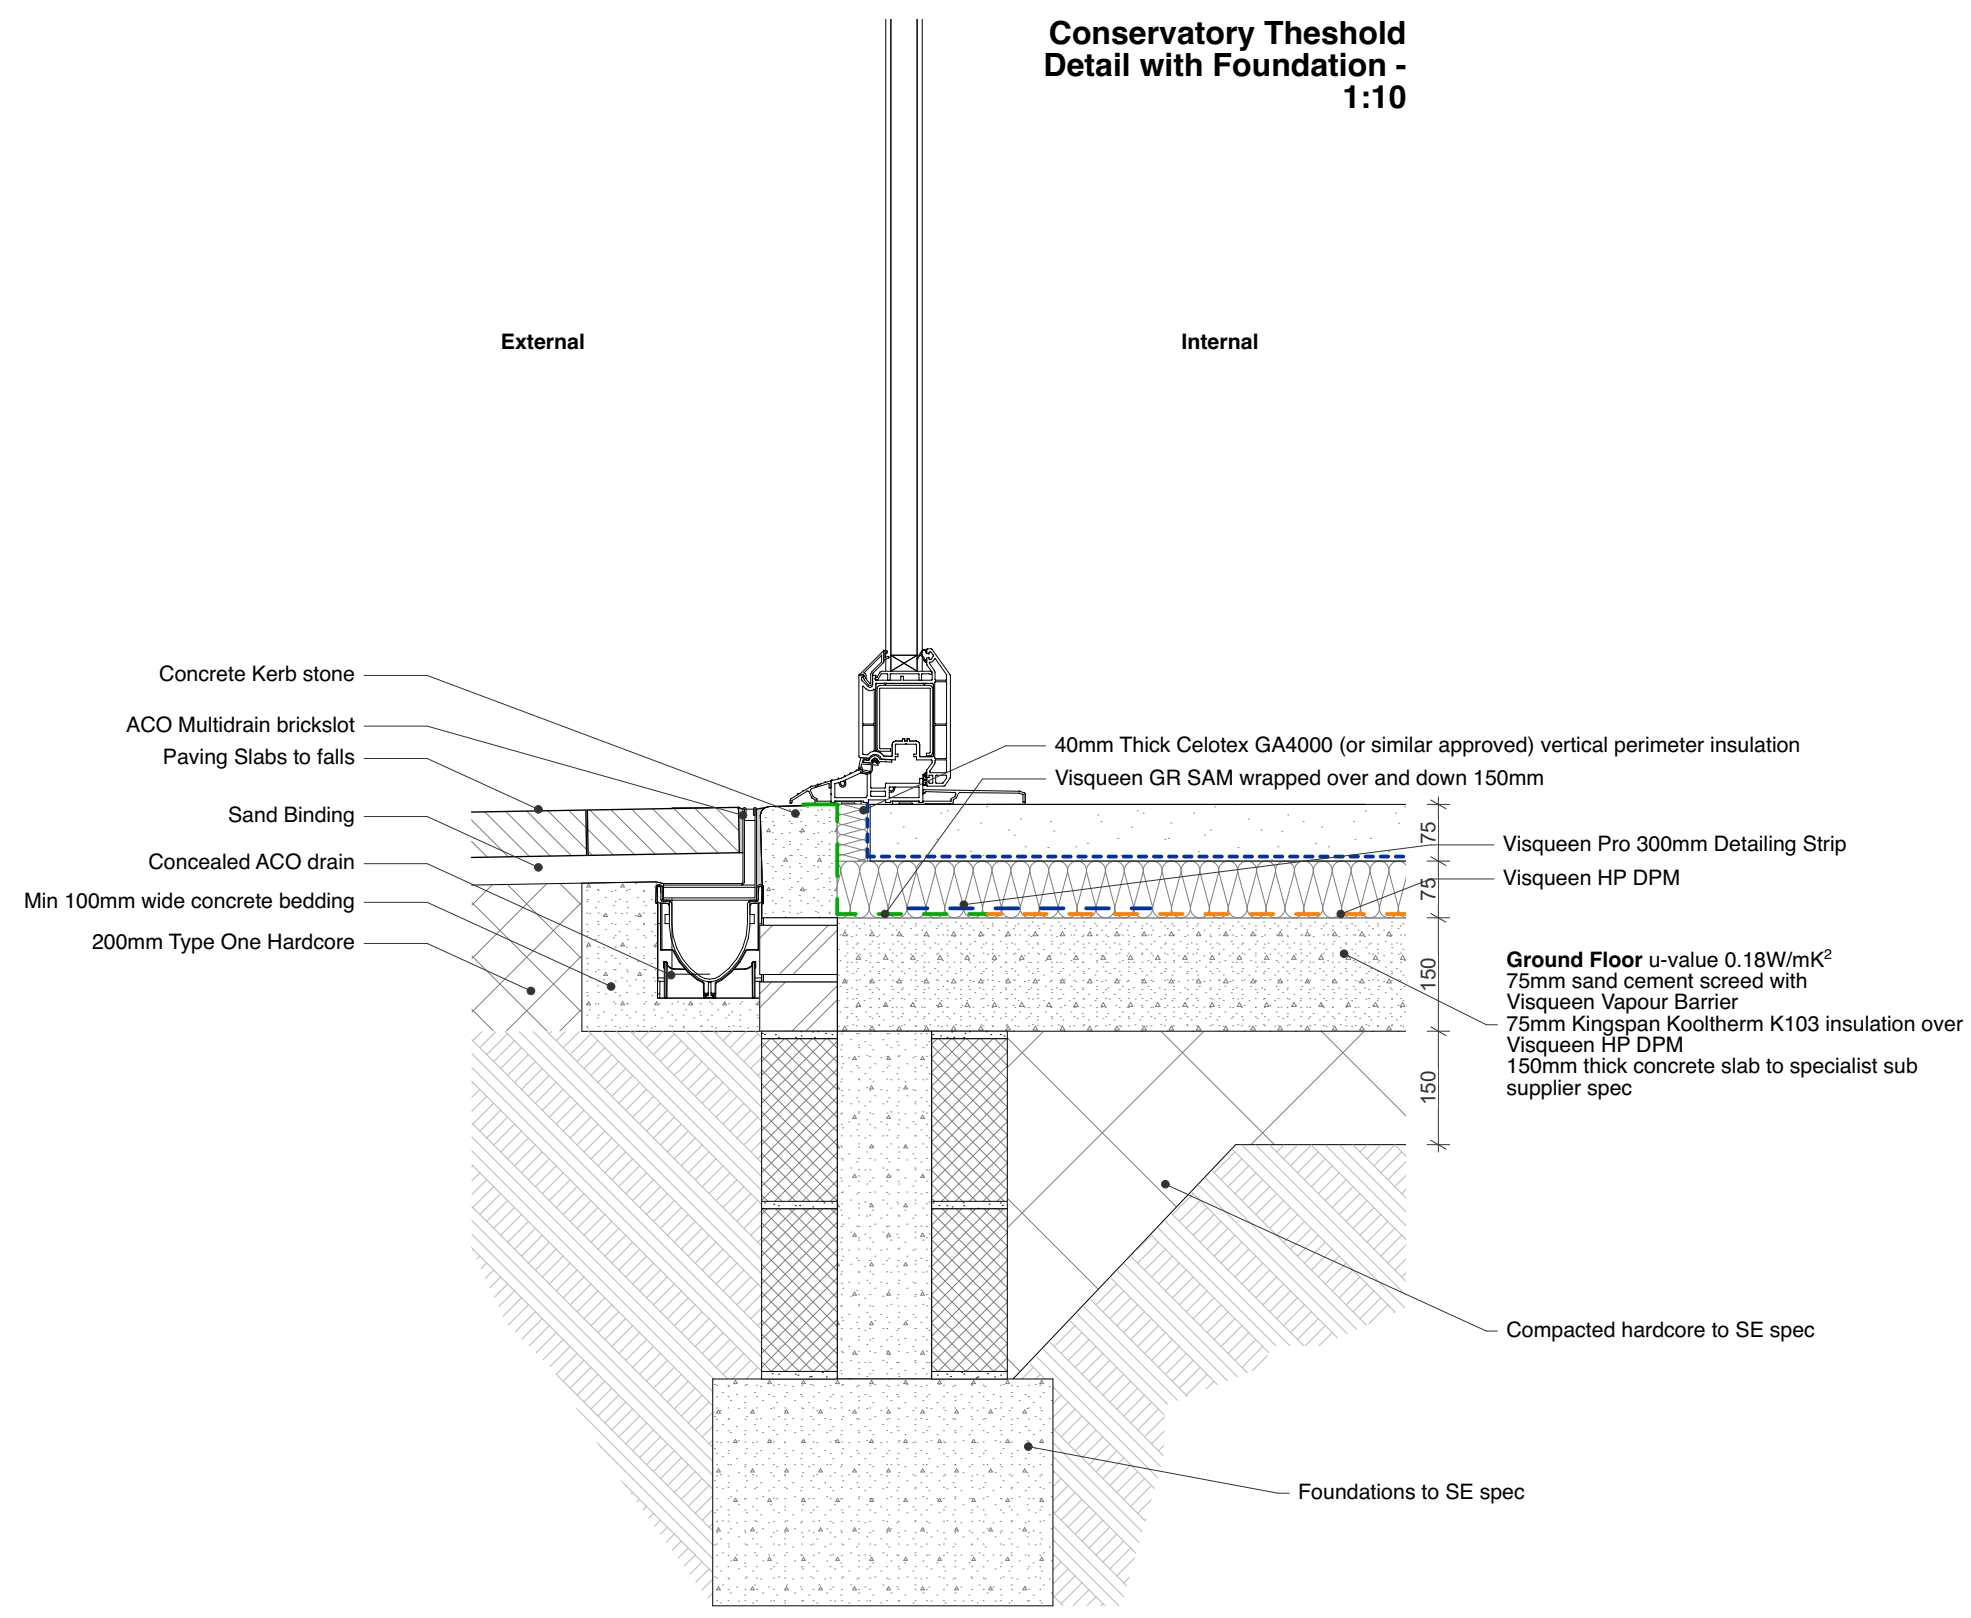 Conservatory Theshold
Detail with Foundation -
1:10
External
Internal
Concrete Kerb stone
ACO Multidrain brickslot
Paving Slabs to falls
Sand Binding
Concealed ACO drain
Min 100mm wide concrete bedding
200mm Type One Hardcore
40mm Thick Celotex GA4000 (or similar approved) vertical perimeter insulation
Visqueen GR SAM wrapped over and down 150mm
75
75
150
150
Visqueen Pro 300mm Detailing Strip
Visqueen HP DPM
Ground Floor u-value 0.18W/mK²
75mm sand cement screed with
Visqueen Vapour Barrier
75mm Kingspan Kooltherm K103 insulation over
Visqueen HP DPM
150mm thick concrete slab to specialist sub
supplier spec
Compacted hardcore to SE spec
Foundations to SE spec